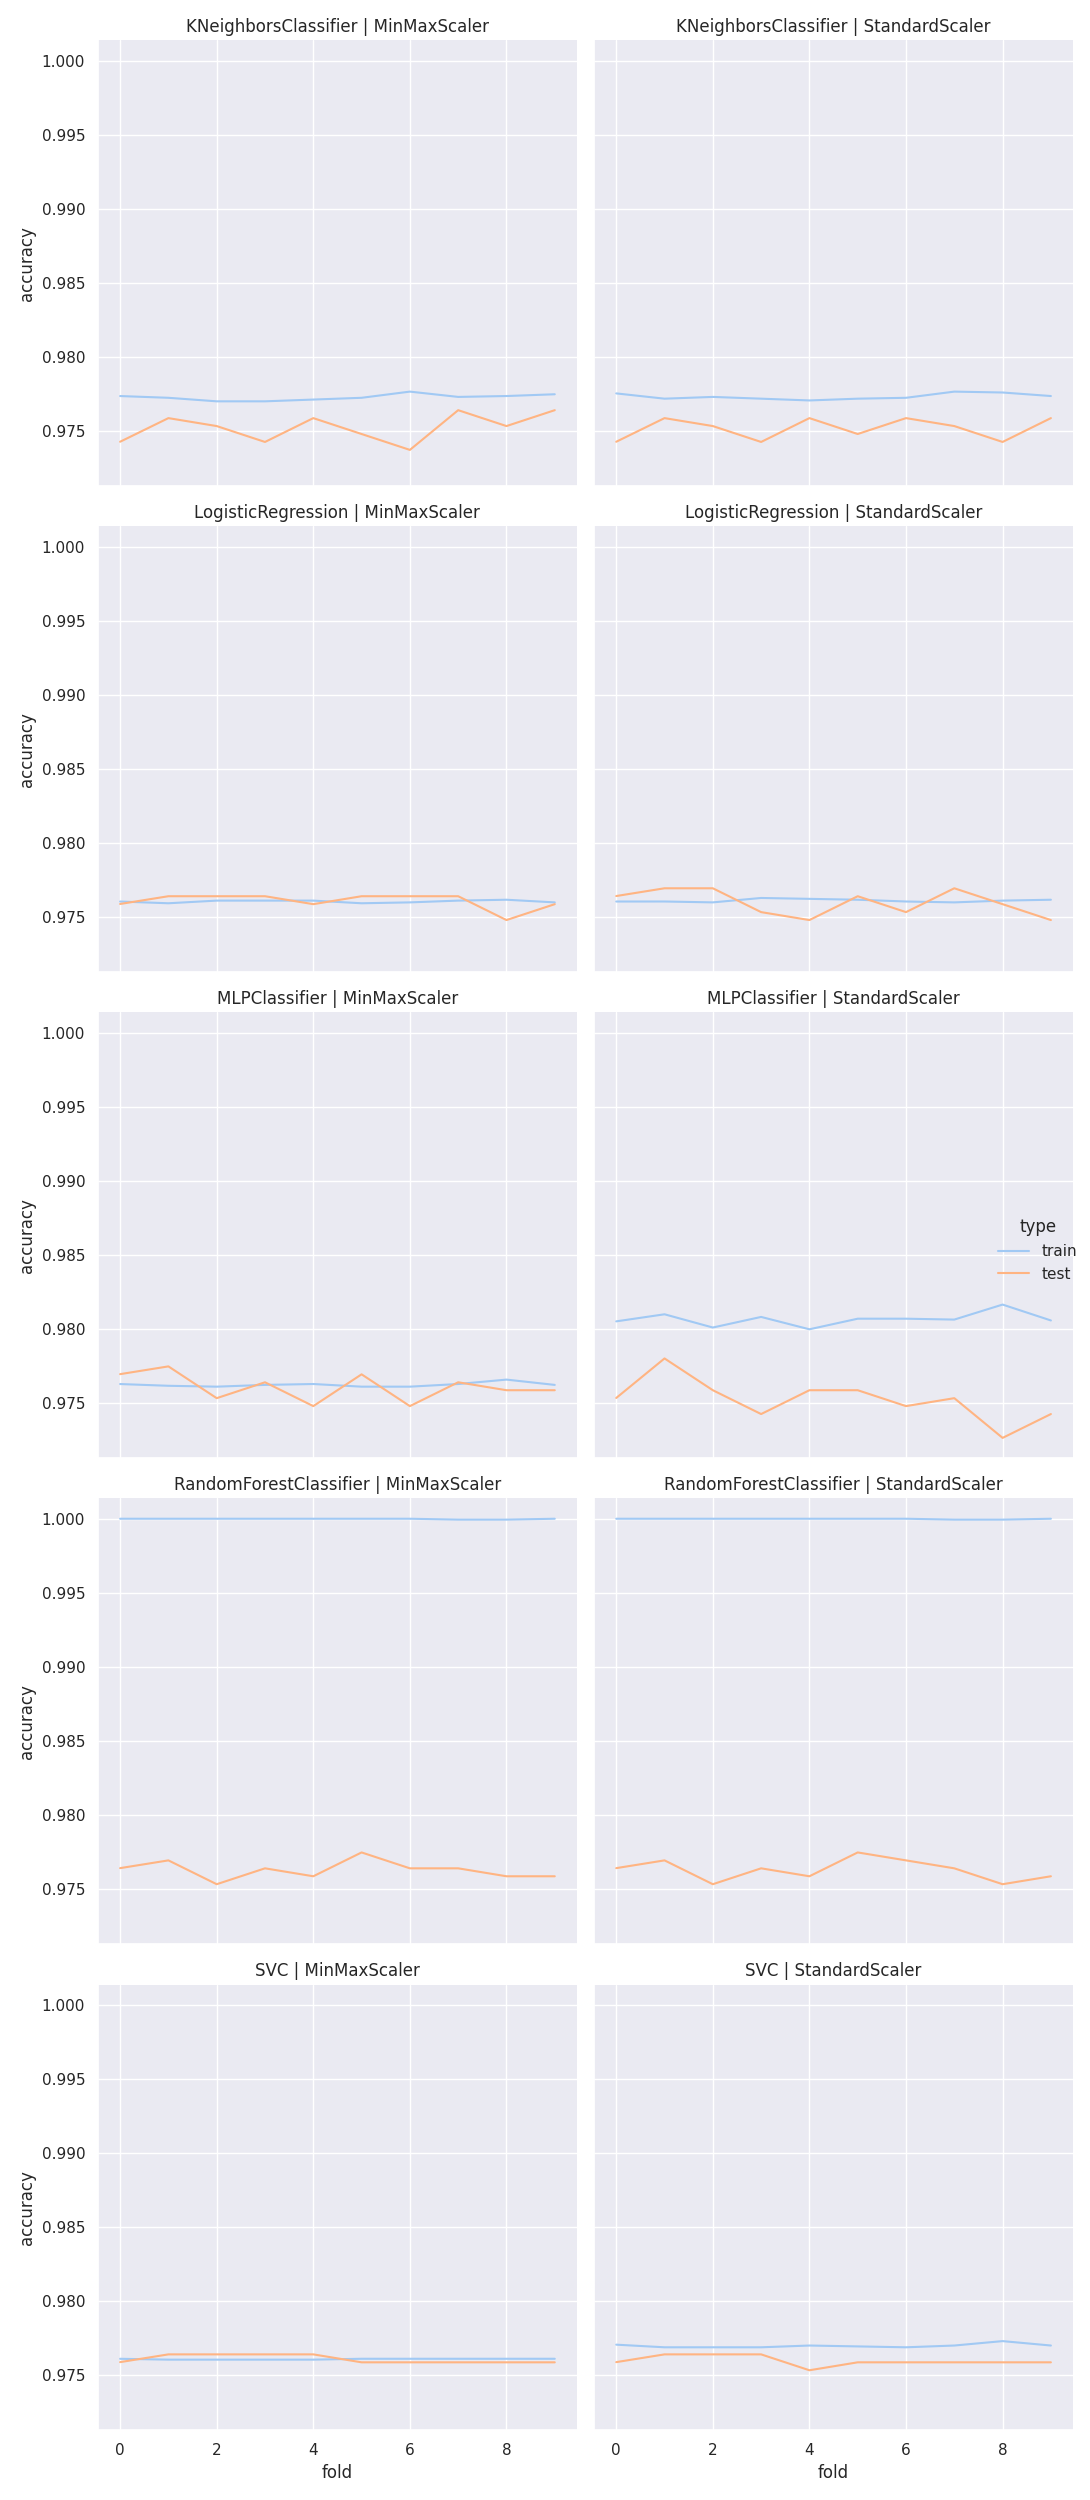 KNeighborsClassifier | MinMaxScaler
KNeighborsClassifier | StandardScaler
1.000
0.995
0.990
0.985
0.980
0.975
accuracy
LogisticRegression | MinMaxScaler
LogisticRegression | StandardScaler
1.000
0.995
0.990
0.985
0.980
0.975
accuracy
MLPClassifier | MinMaxScaler
MLPClassifier | StandardScaler
1.000
0.995
0.990
0.985
0.980
0.975
accuracy
type
train
test
RandomForestClassifier | MinMaxScaler
RandomForestClassifier | StandardScaler
1.000
0.995
0.990
0.985
0.980
0.975
accuracy
SVC | MinMaxScaler
SVC | StandardScaler
1.000
0.995
0.990
0.985
0.980
0.975
accuracy
0 2 4 6 8
0 2 4 6 8
fold
fold